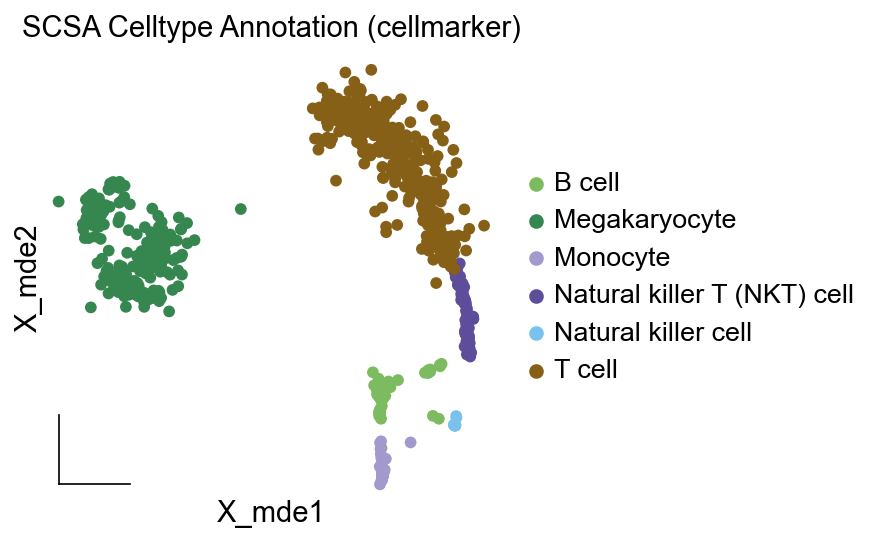 SCSA Celltype Annotation (cellmarker)
B cell
Megakaryocyte
Monocyte
Natural killer T (NKT) cell
Natural killer cell
T cell
X_mde2
X_mde1